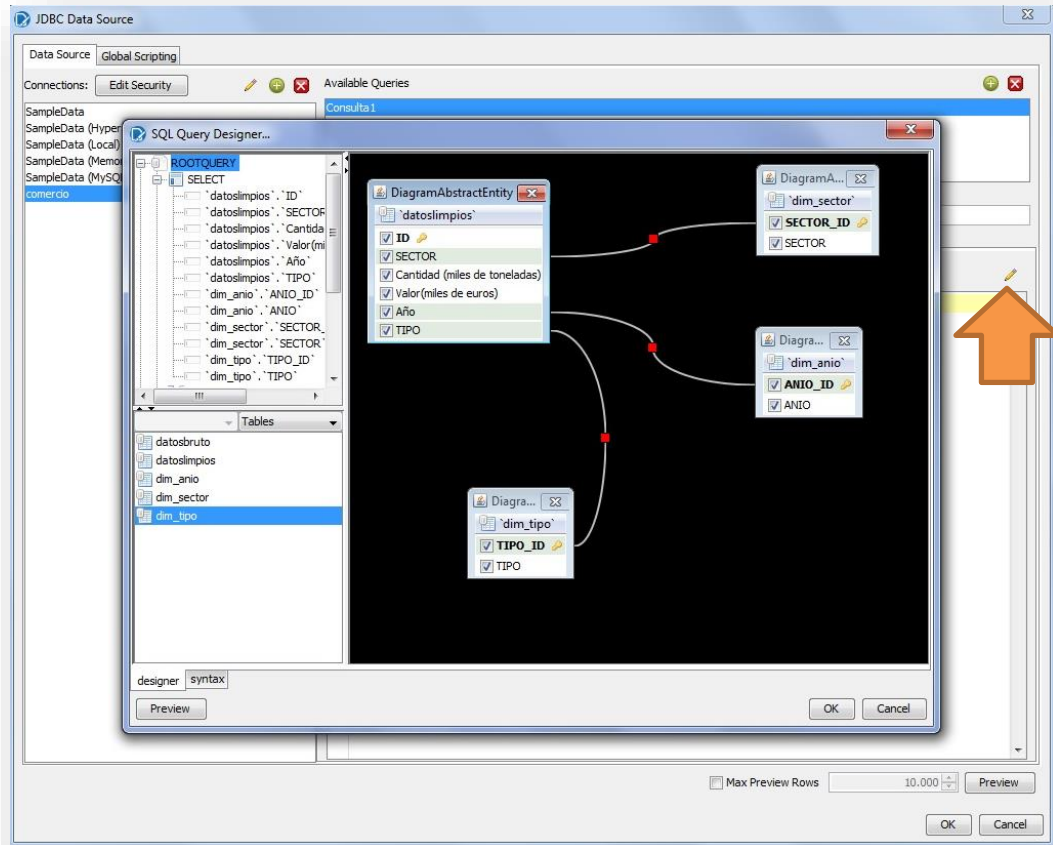 JDBC Data Source
Data Source Global Scripting
Connections: Edit Security
Available Queries
SampleData
SampleData (Hyper
SampleData (Local)
SampleData (Memo
SampleData (MySQL
comercio
Consulta1
SQL Query Designer...
ROOTQUERY
SELECT
`datoslimpios`.`ID`
`datoslimpios`.`SECTOR
`datoslimpios`.`Cantida
`datoslimpios`.`Valor(mi
`datoslimpios`.`Año`
`datoslimpios`.`TIPO`
`dim_anio`.`ANIO_ID`
`dim_anio`.`ANIO`
`dim_sector`.`SECTOR_
`dim_sector`.`SECTOR`
`dim_tipo`.`TIPO_ID`
`dim_tipo`.`TIPO`
Tables
datosbruto
datoslimpios
dim_anio
dim_sector
dim_tipo
DiagramAbstractEntity
`datoslimpios`
ID
SECTOR
Cantidad (miles de toneladas)
Valor(miles de euros)
Año
TIPO
DiagramA...
`dim_sector`
SECTOR_ID
SECTOR
Diagra...
`dim_anio`
ANIO_ID
ANIO
Diagra...
`dim_tipo`
TIPO_ID
TIPO
designer syntax
Preview OK Cancel
Max Preview Rows 10.000 Preview
OK Cancel